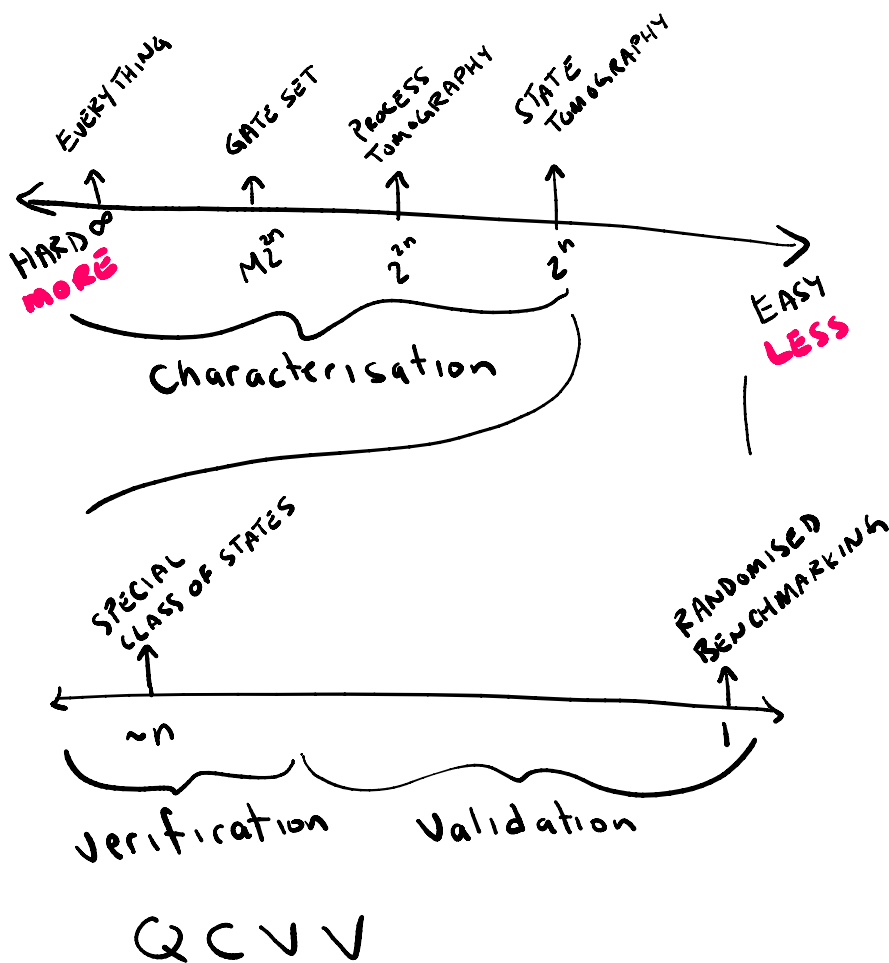 EVERYTHING
GATE SET
PROCESS
TOMOGRAPHY
STATE
TOMOGRAPHY
HARD ∞
MORE
M2^2n
2^2n
2^n
EASY
LESS
Characterisation
SPECIAL
CLASS OF STATES
RANDOMISED
BENCHMARKING
~n
1
Verification
Validation
QCVV